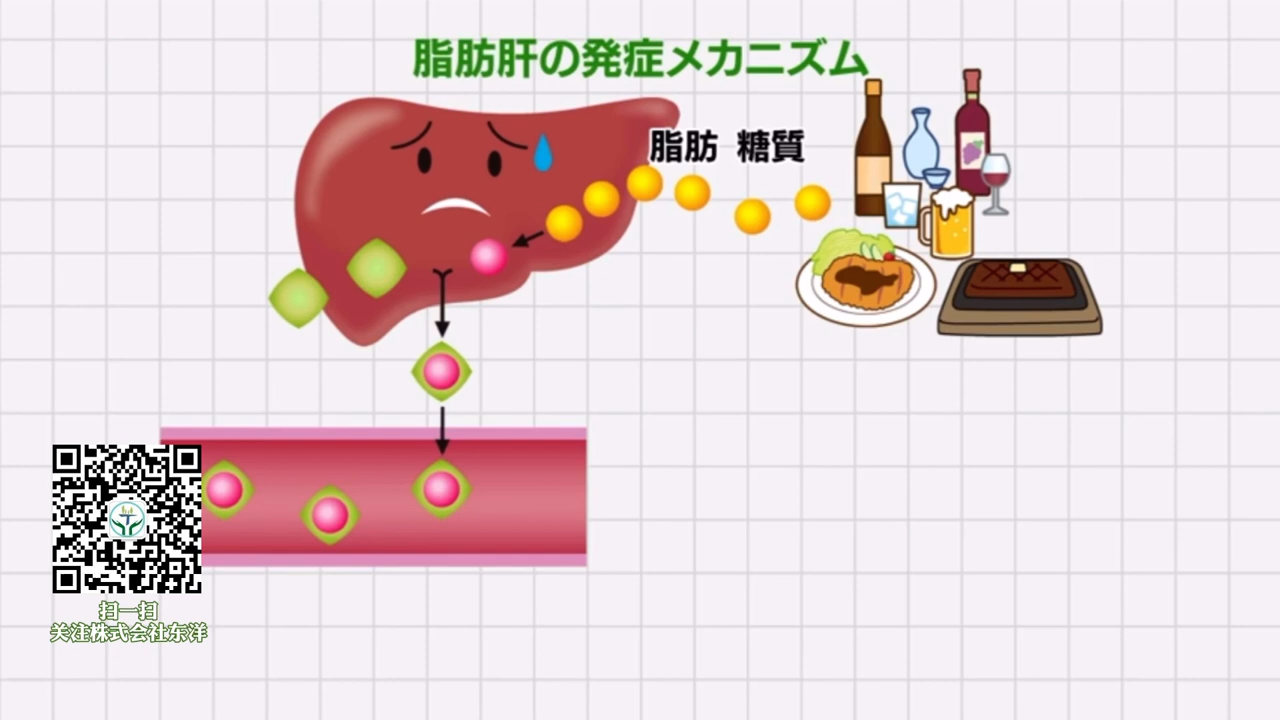 脂肪肝の発症メカニズム
脂肪 糖質
扫一扫
关注株式会社东洋